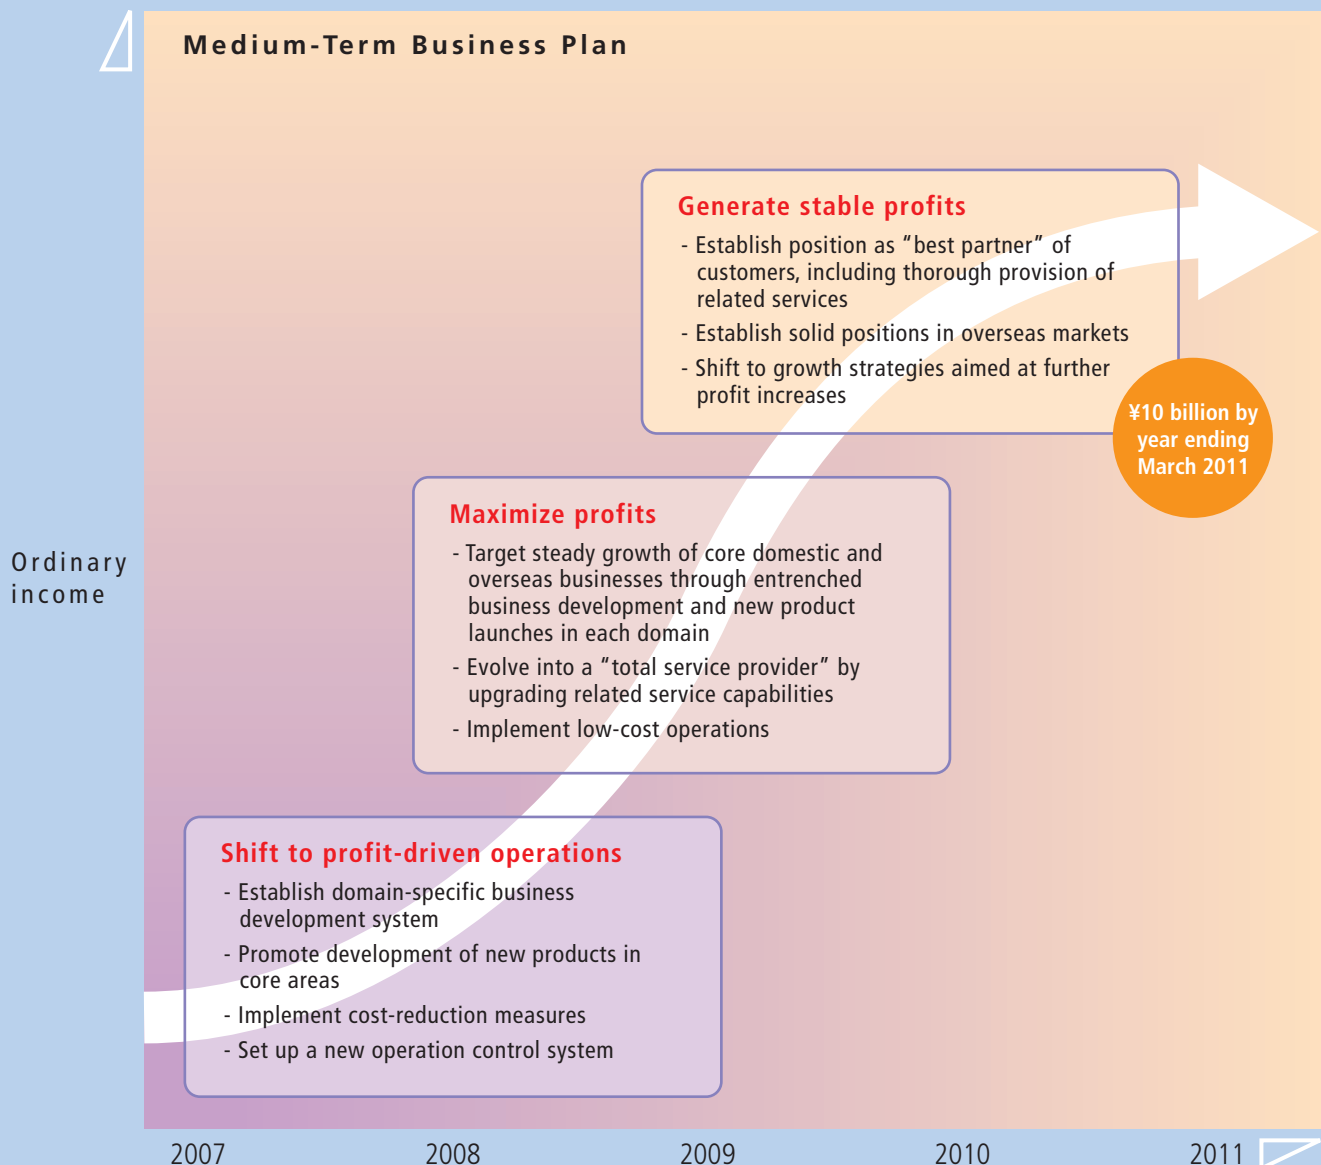 Medium-Term Business Plan
Generate stable profits
- Establish position as “best partner” of
customers, including thorough provision of
related services
- Establish solid positions in overseas markets
- Shift to growth strategies aimed at further
profit increases
¥10 billion by
year ending
March 2011
Maximize profits
- Target steady growth of core domestic and
overseas businesses through entrenched
business development and new product
launches in each domain
- Evolve into a “total service provider” by
upgrading related service capabilities
- Implement low-cost operations
Ordinary
income
Shift to profit-driven operations
- Establish domain-specific business
development system
- Promote development of new products in
core areas
- Implement cost-reduction measures
- Set up a new operation control system
2007 2008 2009 2010 2011